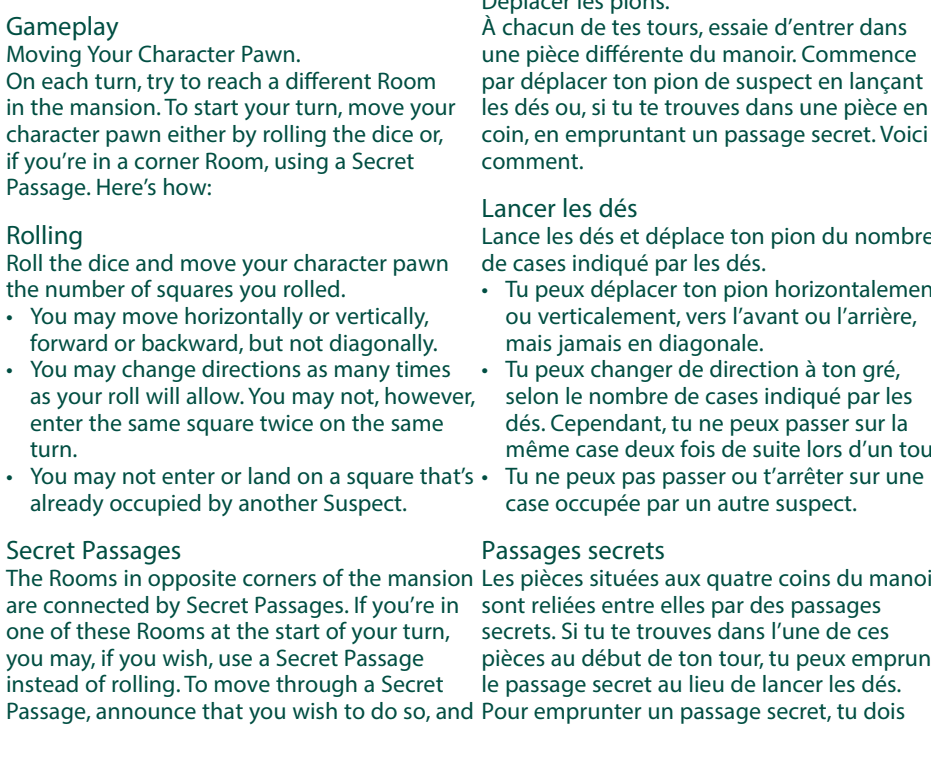 Gameplay
Moving Your Character Pawn.
On each turn, try to reach a different Room
in the mansion. To start your turn, move your
character pawn either by rolling the dice or,
if you're in a corner Room, using a Secret
Passage. Here's how:
Rolling
Roll the dice and move your character pawn
the number of squares you rolled.
• You may move horizontally or vertically,
forward or backward, but not diagonally.
• You may change directions as many times
as your roll will allow. You may not, however,
enter the same square twice on the same
turn.
• You may not enter or land on a square that's
already occupied by another Suspect.
Secret Passages
The Rooms in opposite corners of the mansion
are connected by Secret Passages. If you're in
one of these Rooms at the start of your turn,
you may, if you wish, use a Secret Passage
instead of rolling. To move through a Secret
Passage, announce that you wish to do so, and
Déplacer les pions.
À chacun de tes tours, essaie d'entrer dans
une pièce différente du manoir. Commence
par déplacer ton pion de suspect en lançant
les dés ou, si tu te trouves dans une pièce en
coin, en empruntant un passage secret. Voici
comment.
Lancer les dés
Lance les dés et déplace ton pion du nombre
de cases indiqué par les dés.
• Tu peux déplacer ton pion horizontalemen
ou verticalement, vers l'avant ou l'arrière,
mais jamais en diagonale.
• Tu peux changer de direction à ton gré,
selon le nombre de cases indiqué par les
dés. Cependant, tu ne peux passer sur la
même case deux fois de suite lors d'un tou
• Tu ne peux pas passer ou t'arrêter sur une
case occupée par un autre suspect.
Passages secrets
Les pièces situées aux quatre coins du manoi
sont reliées entre elles par des passages
secrets. Si tu te trouves dans l'une de ces
pièces au début de ton tour, tu peux emprun
le passage secret au lieu de lancer les dés.
Pour emprunter un passage secret, tu dois